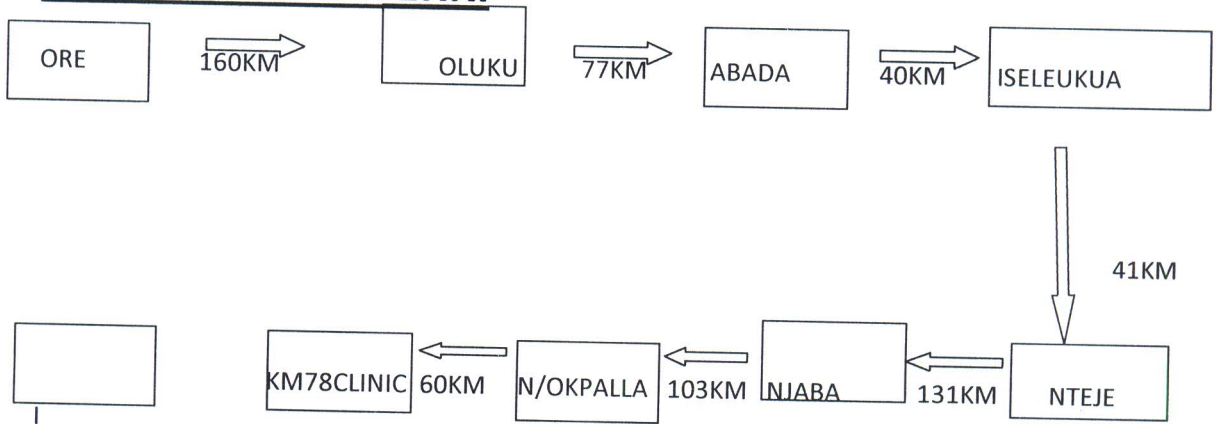 ORE
160KM
OLUKU
77KM
ABADA
40KM
ISELEUKUA
41KM
KM78CLINIC
60KM
N/OKPALLA
103KM
NJABA
131KM
NTEJE